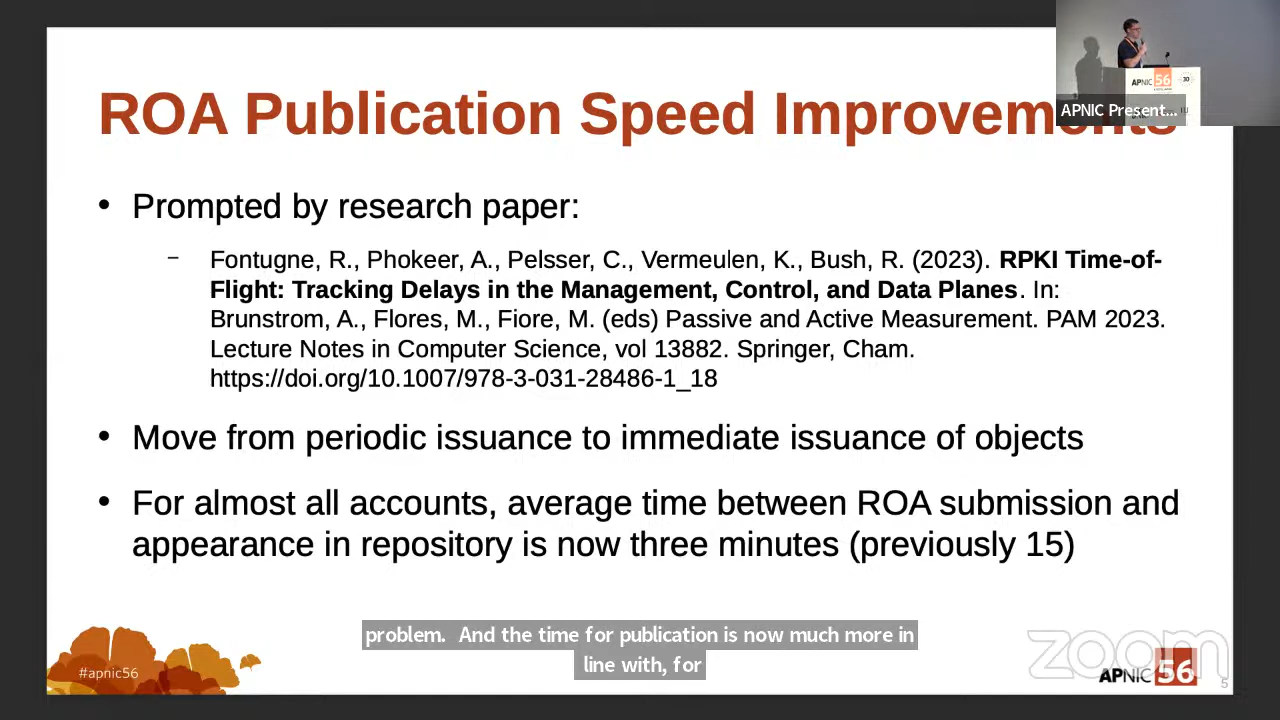 ROA Publication Speed Improvements
• Prompted by research paper:
– Fontugne, R., Phokeer, A., Pelsser, C., Vermeulen, K., Bush, R. (2023). RPKI Time-of-
Flight: Tracking Delays in the Management, Control, and Data Planes. In:
Brunstrom, A., Flores, M., Fiore, M. (eds) Passive and Active Measurement. PAM 2023.
Lecture Notes in Computer Science, vol 13882. Springer, Cham.
https://doi.org/10.1007/978-3-031-28486-1_18
• Move from periodic issuance to immediate issuance of objects
• For almost all accounts, average time between ROA submission and
appearance in repository is now three minutes (previously 15)
APNIC 56
APNIC Present...
problem. And the time for publication is now much more in
line with, for
#apnic56
zoom
APNIC 56
5